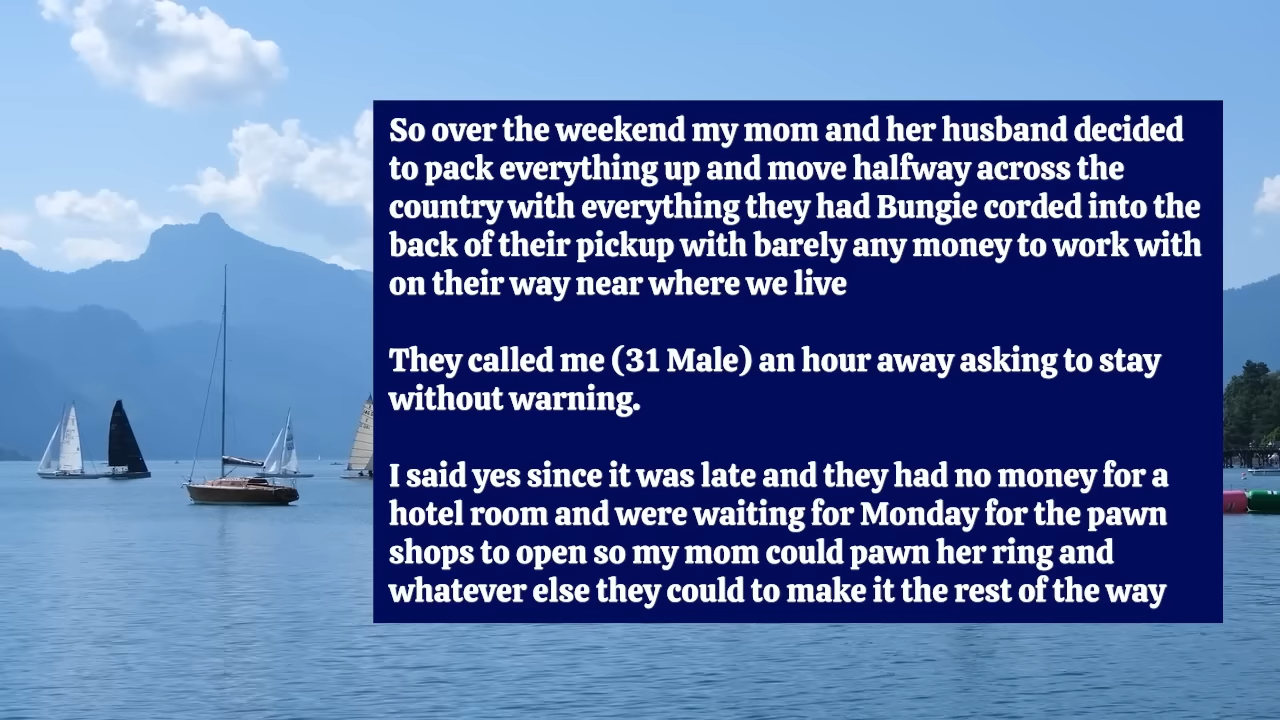 So over the weekend my mom and her husband decided
to pack everything up and move halfway across the
country with everything they had Bungie corded into the
back of their pickup with barely any money to work with
on their way near where we live
They called me (31 Male) an hour away asking to stay
without warning.
I said yes since it was late and they had no money for a
hotel room and were waiting for Monday for the pawn
shops to open so my mom could pawn her ring and
whatever else they could to make it the rest of the way